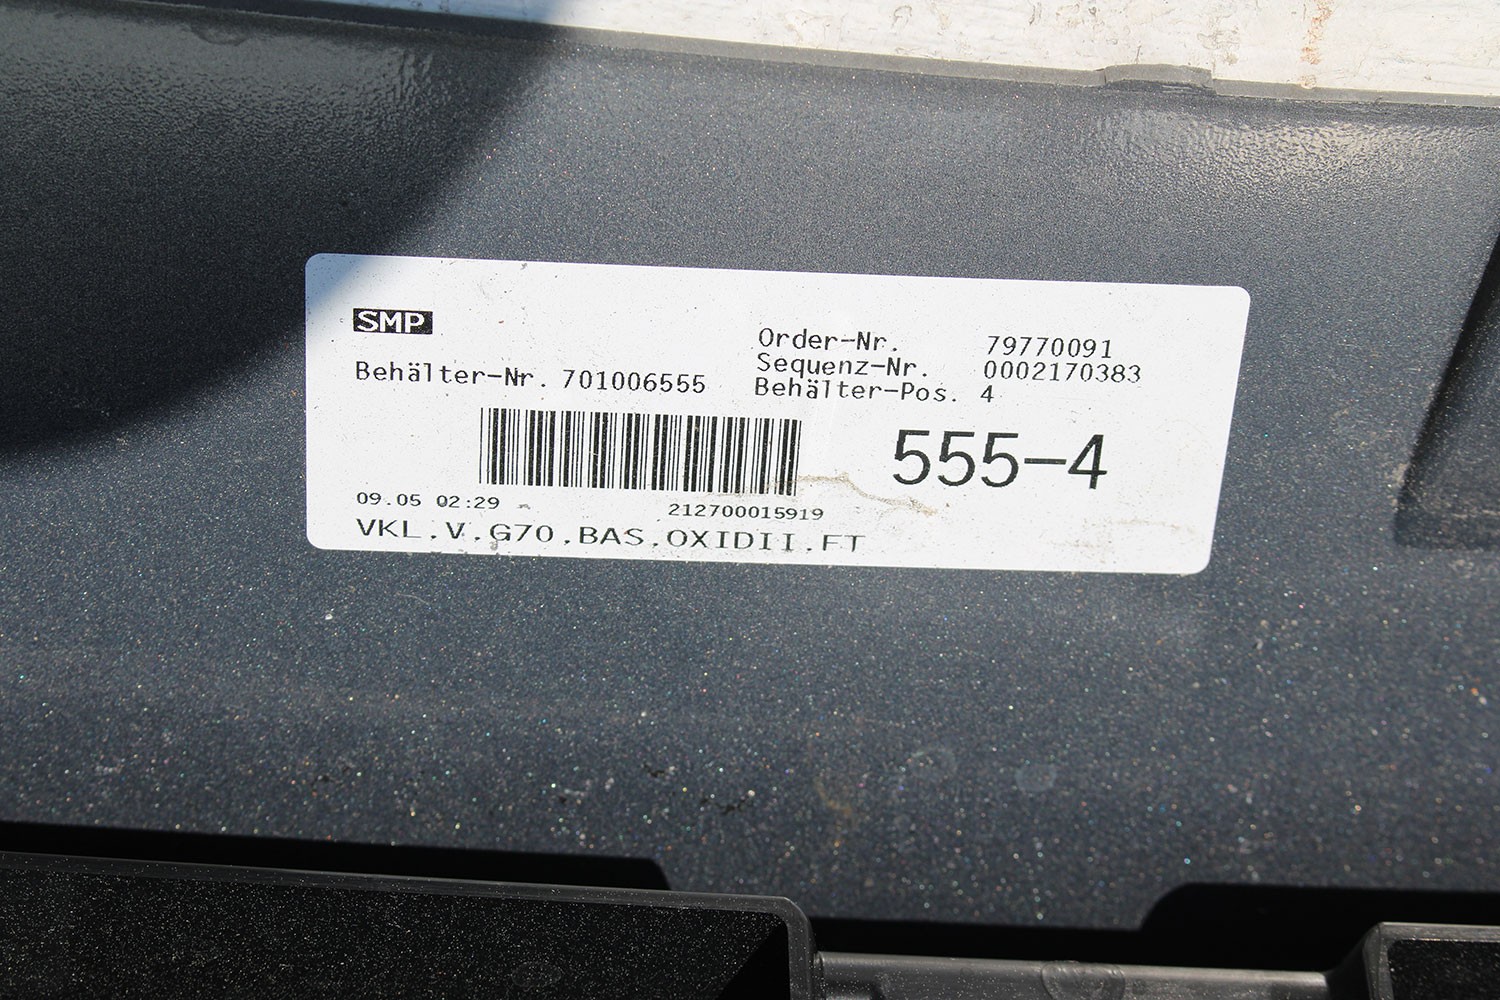 SMP
Order-Nr. 79770091
Sequenz-Nr. 0002170383
Behälter-Nr. 701006555
Behälter-Pos. 4
555-4
09.05 02:29
212700015919
VKL.V.G70.BAS.OXIDII.FT